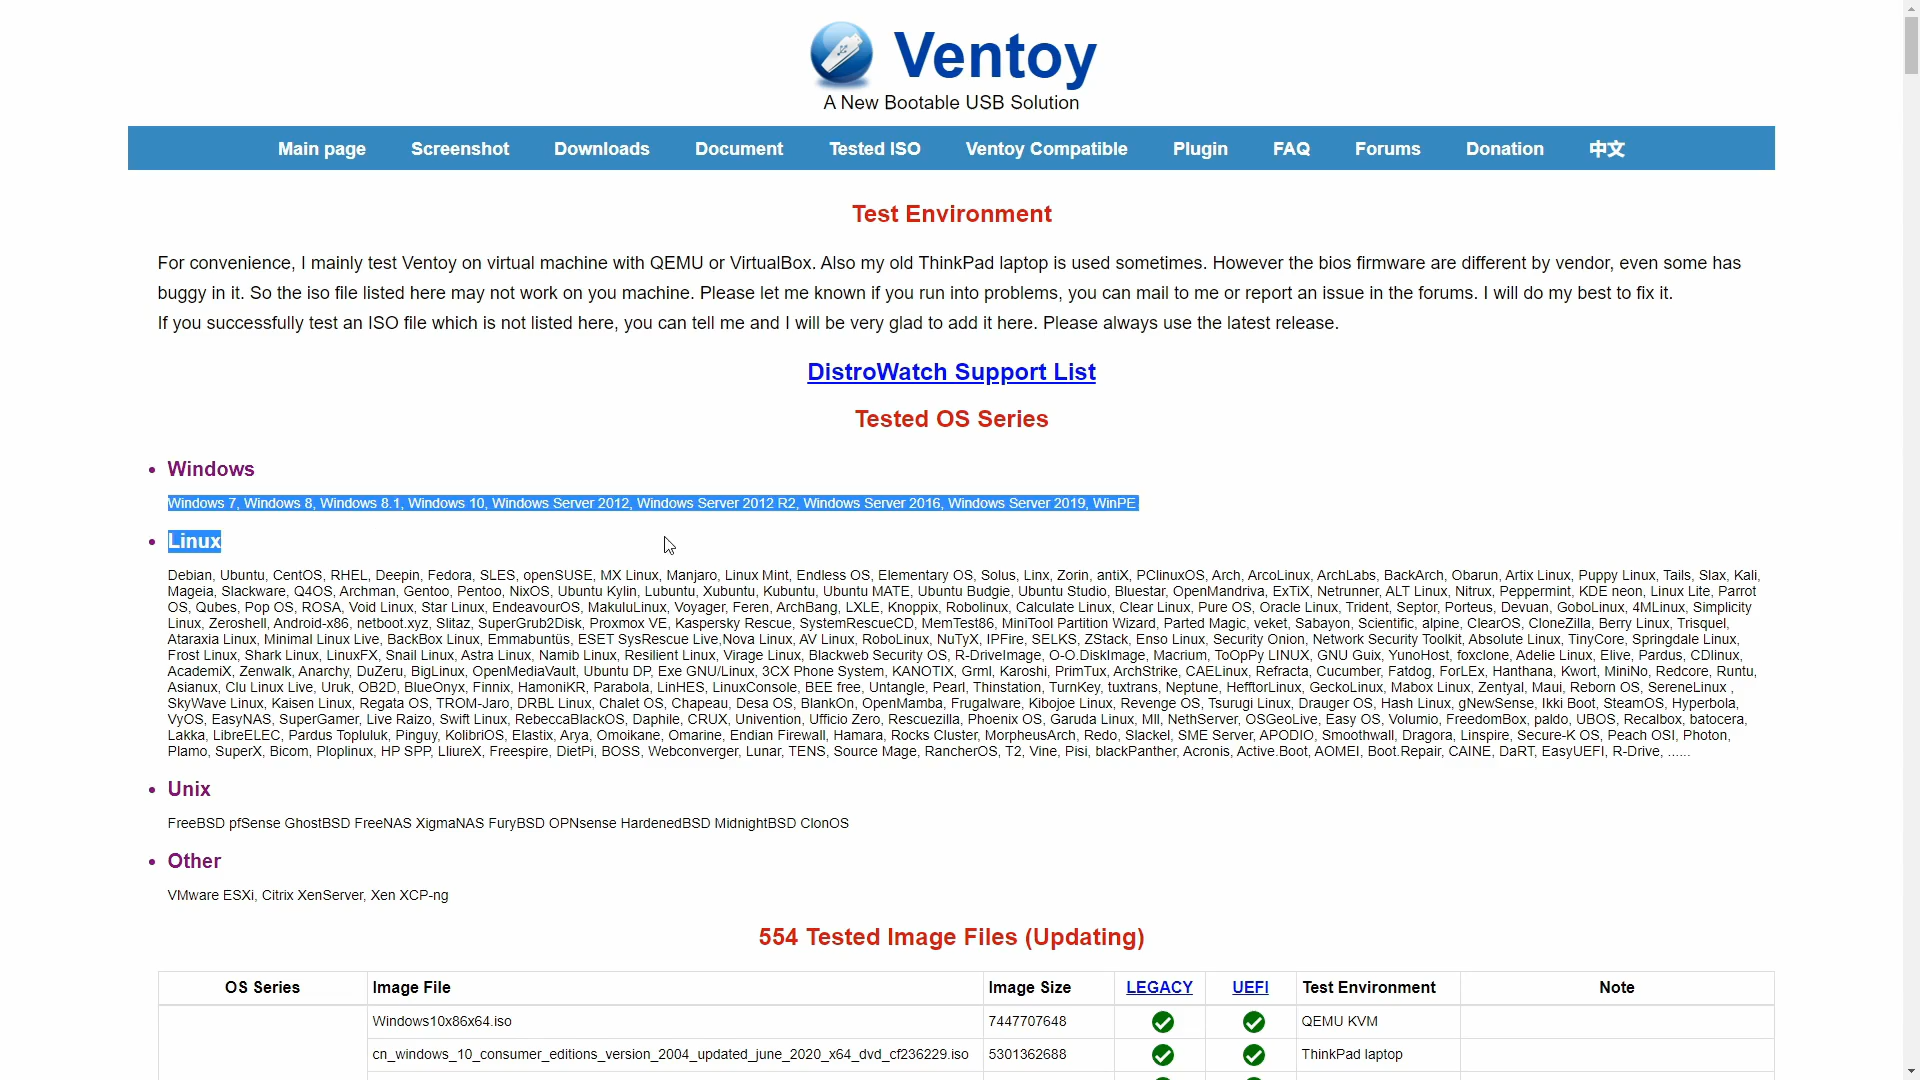 Ventoy
A New Bootable USB Solution
Main page Screenshot Downloads Document Tested ISO Ventoy Compatible Plugin FAQ Forums Donation 中文
Test Environment
For convenience, I mainly test Ventoy on virtual machine with QEMU or VirtualBox. Also my old ThinkPad laptop is used sometimes. However the bios firmware are different by vendor, even some has
buggy in it. So the iso file listed here may not work on you machine. Please let me known if you run into problems, you can mail to me or report an issue in the forums. I will do my best to fix it.
If you successfully test an ISO file which is not listed here, you can tell me and I will be very glad to add it here. Please always use the latest release.
DistroWatch Support List
Tested OS Series
• Windows
Windows 7, Windows 8, Windows 8.1, Windows 10, Windows Server 2012, Windows Server 2012 R2, Windows Server 2016, Windows Server 2019, WinPE
• Linux
Debian, Ubuntu, CentOS, RHEL, Deepin, Fedora, SLES, openSUSE, MX Linux, Manjaro, Linux Mint, Endless OS, Elementary OS, Solus, Linx, Zorin, antiX, PClinuxOS, Arch, ArcoLinux, ArchLabs, BackArch, Obarun, Artix Linux, Puppy Linux, Tails, Slax, Kali,
Mageia, Slackware, Q4OS, Archman, Gentoo, Pentoo, NixOS, Ubuntu Kylin, Lubuntu, Xubuntu, Kubuntu, Ubuntu MATE, Ubuntu Budgie, Ubuntu Studio, Bluestar, OpenMandriva, ExTiX, Netrunner, ALT Linux, Nitrux, Peppermint, KDE neon, Linux Lite, Parrot
OS, Qubes, Pop OS, ROSA, Void Linux, Star Linux, EndeavourOS, MakuluLinux, Voyager, Feren, ArchBang, LXLE, Knoppix, Robolinux, Calculate Linux, Clear Linux, Pure OS, Oracle Linux, Trident, Septor, Porteus, Devuan, GoboLinux, 4MLinux, Simplicity
Linux, Zeroshell, Android-x86, netboot.xyz, Slitaz, SuperGrub2Disk, Proxmox VE, Kaspersky Rescue, SystemRescueCD, MemTest86, MiniTool Partition Wizard, Parted Magic, veket, Sabayon, Scientific, alpine, ClearOS, CloneZilla, Berry Linux, Trisquel,
Ataraxia Linux, Minimal Linux Live, BackBox Linux, Emmabuntüs, ESET SysRescue Live,Nova Linux, AV Linux, RoboLinux, NuTyX, IPFire, SELKS, ZStack, Enso Linux, Security Onion, Network Security Toolkit, Absolute Linux, TinyCore, Springdale Linux,
Frost Linux, Shark Linux, LinuxFX, Snail Linux, Astra Linux, Namib Linux, Resilient Linux, Virage Linux, Blackweb Security OS, R-DriveImage, O-O.DiskImage, Macrium, ToOpPy LINUX, GNU Guix, YunoHost, foxclone, Adelie Linux, Elive, Pardus, CDlinux,
AcademiX, Zenwalk, Anarchy, DuZeru, BigLinux, OpenMediaVault, Ubuntu DP, Exe GNU/Linux, 3CX Phone System, KANOTIX, Grml, Karoshi, PrimTux, ArchStrike, CAELinux, Refracta, Cucumber, Fatdog, ForLEx, Hanthana, Kwort, MiniNo, Redcore, Runtu,
Asianux, Clu Linux Live, Uruk, OB2D, BlueOnyx, Finnix, HamoniKR, Parabola, LinHES, LinuxConsole, BEE free, Untangle, Pearl, Thinstation, TurnKey, tuxtrans, Neptune, HefftorLinux, GeckoLinux, Mabox Linux, Zentyal, Maui, Reborn OS, SereneLinux ,
SkyWave Linux, Kaisen Linux, Regata OS, TROM-Jaro, DRBL Linux, Chalet OS, Chapeau, Desa OS, BlankOn, OpenMamba, Frugalware, Kibojoe Linux, Revenge OS, Tsurugi Linux, Drauger OS, Hash Linux, gNewSense, Ikki Boot, SteamOS, Hyperbola,
VyOS, EasyNAS, SuperGamer, Live Raizo, Swift Linux, RebeccaBlackOS, Daphile, CRUX, Univention, Ufficio Zero, Rescuezilla, Phoenix OS, Garuda Linux, Mll, NethServer, OSGeoLive, Easy OS, Volumio, FreedomBox, paldo, UBOS, Recalbox, batocera,
Lakka, LibreELEC, Pardus Topluluk, Pinguy, KolibriOS, Elastix, Arya, Omoikane, Omarine, Endian Firewall, Hamara, Rocks Cluster, MorpheusArch, Redo, Slackel, SME Server, APODIO, Smoothwall, Dragora, Linspire, Secure-K OS, Peach OSI, Photon,
Plamo, SuperX, Bicom, Ploplinux, HP SPP, LliureX, Freespire, DietPi, BOSS, Webconverger, Lunar, TENS, Source Mage, RancherOS, T2, Vine, Pisi, blackPanther, Acronis, Active.Boot, AOMEI, Boot.Repair, CAINE, DaRT, EasyUEFI, R-Drive, ......
• Unix
FreeBSD pfSense GhostBSD FreeNAS XigmaNAS FuryBSD OPNsense HardenedBSD MidnightBSD ClonOS
• Other
VMware ESXi, Citrix XenServer, Xen XCP-ng
554 Tested Image Files (Updating)
OS Series Image File Image Size LEGACY UEFI Test Environment Note
Windows10x86x64.iso 7447707648 QEMU KVM
cn_windows_10_consumer_editions_version_2004_updated_june_2020_x64_dvd_cf236229.iso 5301362688 ThinkPad laptop